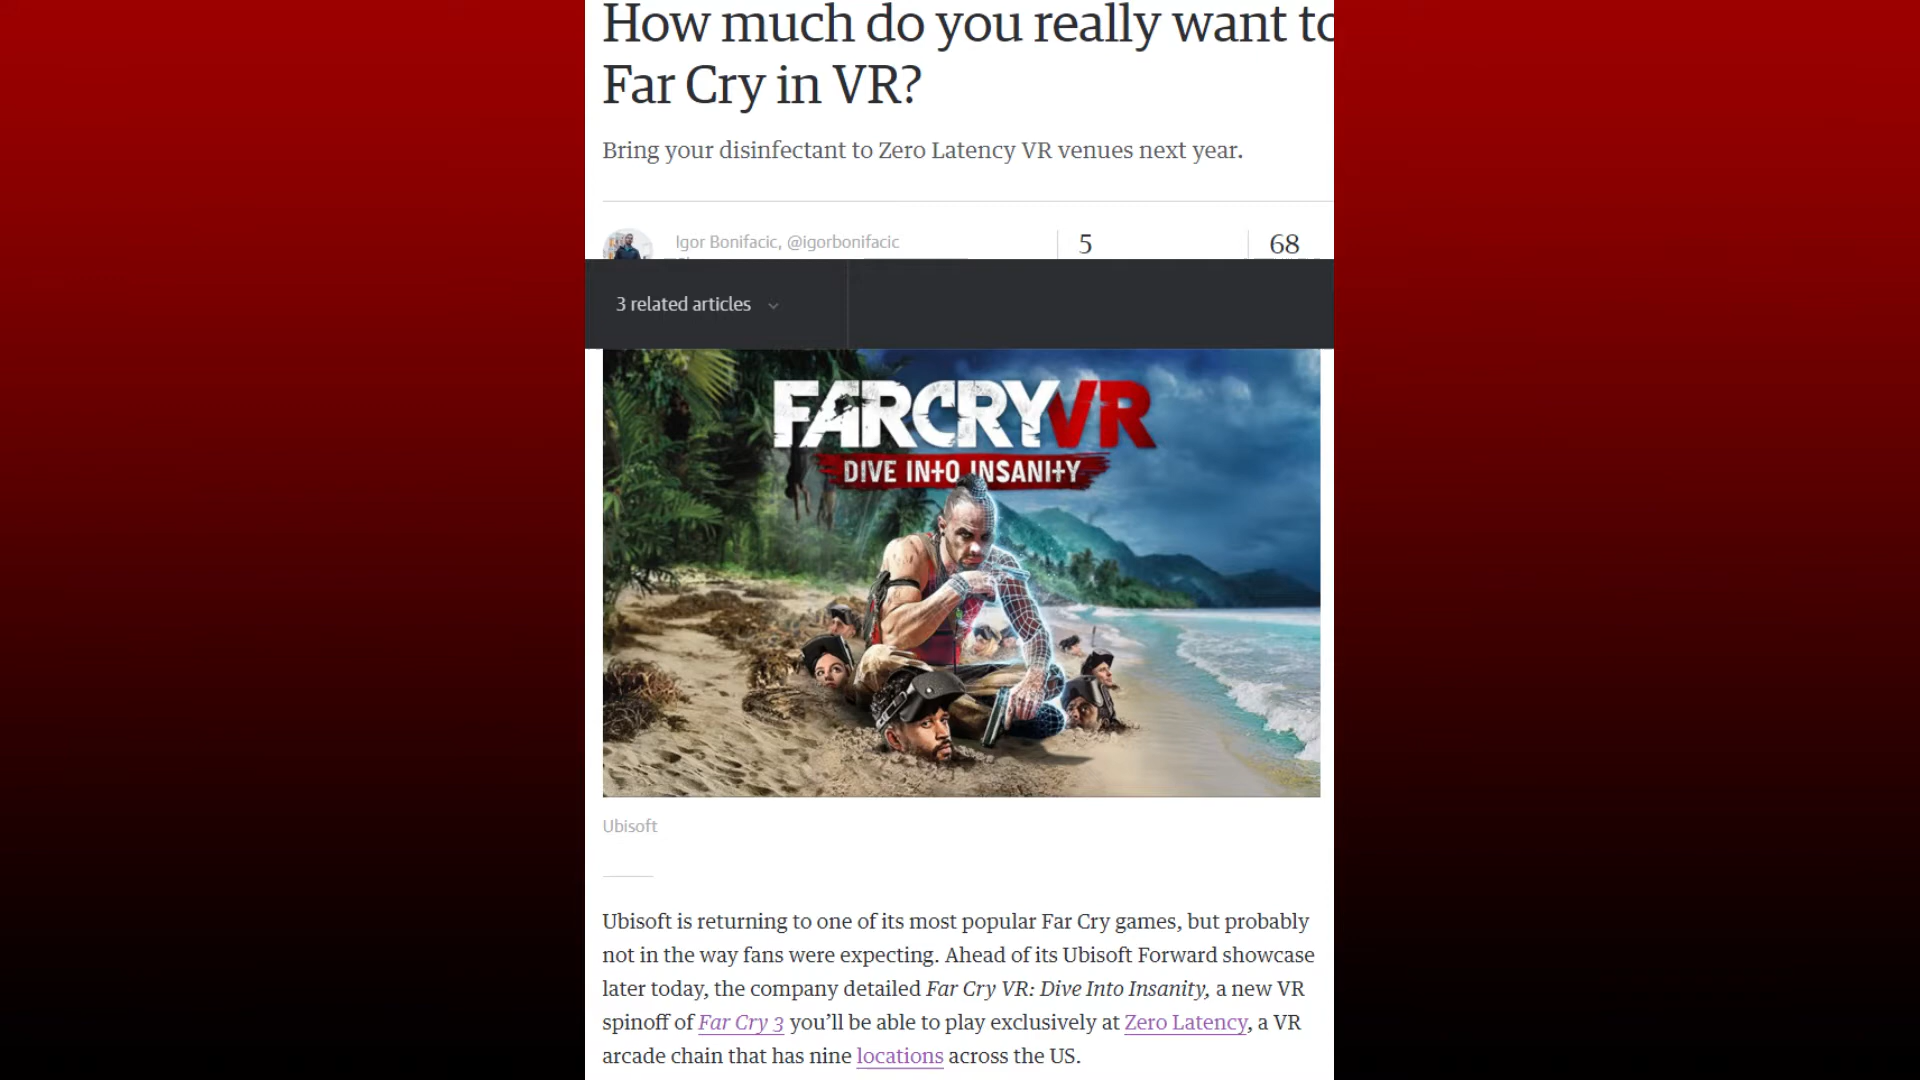 How much do you really want to
Far Cry in VR?
Bring your disinfectant to Zero Latency VR venues next year.
Igor Bonifacic, @igorbonifacic
5
68
3 related articles
FARCRYVR
DIVE INTO INSANITY
Ubisoft
Ubisoft is returning to one of its most popular Far Cry games, but probably
not in the way fans were expecting. Ahead of its Ubisoft Forward showcase
later today, the company detailed Far Cry VR: Dive Into Insanity, a new VR
spinoff of Far Cry 3 you’ll be able to play exclusively at Zero Latency, a VR
arcade chain that has nine locations across the US.